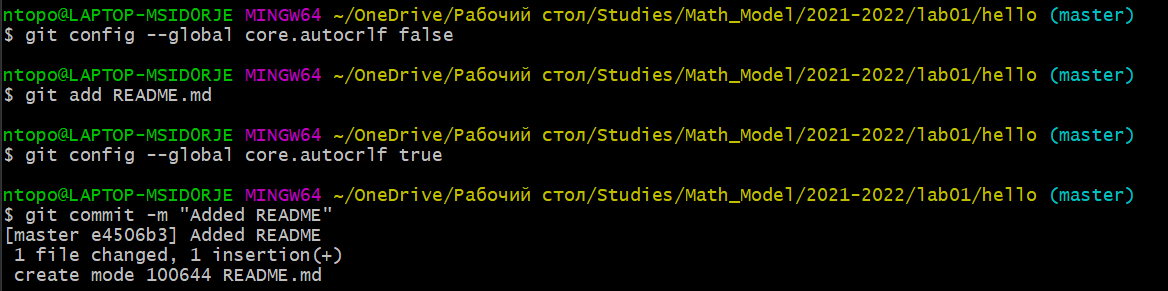 ntopo@LAPTOP-MSID0RJE MINGW64 ~/OneDrive/Рабочий стол/Studies/Math_Model/2021-2022/lab01/hello (master)
$ git config --global core.autocrlf false
ntopo@LAPTOP-MSID0RJE MINGW64 ~/OneDrive/Рабочий стол/Studies/Math_Model/2021-2022/lab01/hello (master)
$ git add README.md
ntopo@LAPTOP-MSID0RJE MINGW64 ~/OneDrive/Рабочий стол/Studies/Math_Model/2021-2022/lab01/hello (master)
$ git config --global core.autocrlf true
ntopo@LAPTOP-MSID0RJE MINGW64 ~/OneDrive/Рабочий стол/Studies/Math_Model/2021-2022/lab01/hello (master)
$ git commit -m "Added README"
[master e4506b3] Added README
 1 file changed, 1 insertion(+)
 create mode 100644 README.md